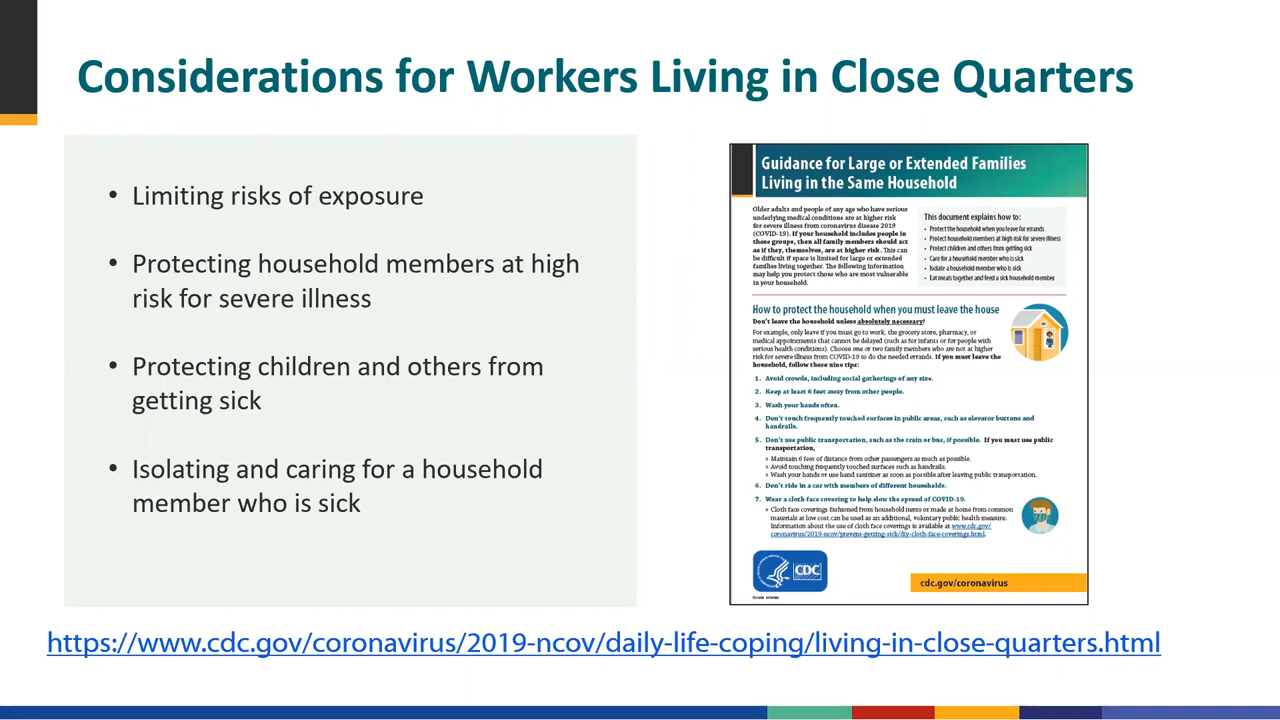 Considerations for Workers Living in Close Quarters
• Limiting risks of exposure
• Protecting household members at high
risk for severe illness
• Protecting children and others from
getting sick
• Isolating and caring for a household
member who is sick
Guidance for Large or Extended Families
Living in the Same Household
Older adults and people of any age who have serious
underlying medical conditions are at higher risk
for severe illness from coronavirus disease 2019
(COVID-19). If your household includes people in
these groups, then all family members should act
as if they, themselves, are at higher risk. This can
be difficult if space is limited for large or extended
families living together. The following information
may help you protect those who are most vulnerable
in your household.
This document explains how to:
• Protect the household when you leave for errands
• Protect household members at high risk for severe illness
• Protect children and others from getting sick
• Care for a household member who is sick
• Isolate a household member who is sick
• Eat meals together and feed a sick household member
How to protect the household when you must leave the house
Don't leave the household unless absolutely necessary!
For example, only leave if you must go to work, the grocery store, pharmacy, or
medical appointments that cannot be delayed (such as for infants or for people with
serious health conditions). Choose one or two family members who are not at higher
risk for severe illness from COVID-19 to do the needed errands. If you must leave the
household, follow these nine tips:
1. Avoid crowds, including social gatherings of any size.
2. Keep at least 6 feet away from other people.
3. Wash your hands often.
4. Don't touch frequently touched surfaces in public areas, such as elevator buttons and
handrails.
5. Don't use public transportation, such as the train or bus, if possible. If you must use public
transportation,
» Maintain 6 feet of distance from other passengers as much as possible.
» Avoid touching frequently touched surfaces such as handrails.
» Wash your hands or use hand sanitizer as soon as possible after leaving public transportation.
6. Don't ride in a car with members of different households.
7. Wear a cloth face covering to help slow the spread of COVID-19.
» Cloth face coverings fashioned from household items or made at home from common
materials at low cost can be used as an additional, voluntary public health measure.
Information about the use of cloth face coverings is available at www.cdc.gov/
coronavirus/2019-ncov/prevent-getting-sick/diy-cloth-face-coverings.html.
CDC
cdc.gov/coronavirus
https://www.cdc.gov/coronavirus/2019-ncov/daily-life-coping/living-in-close-quarters.html